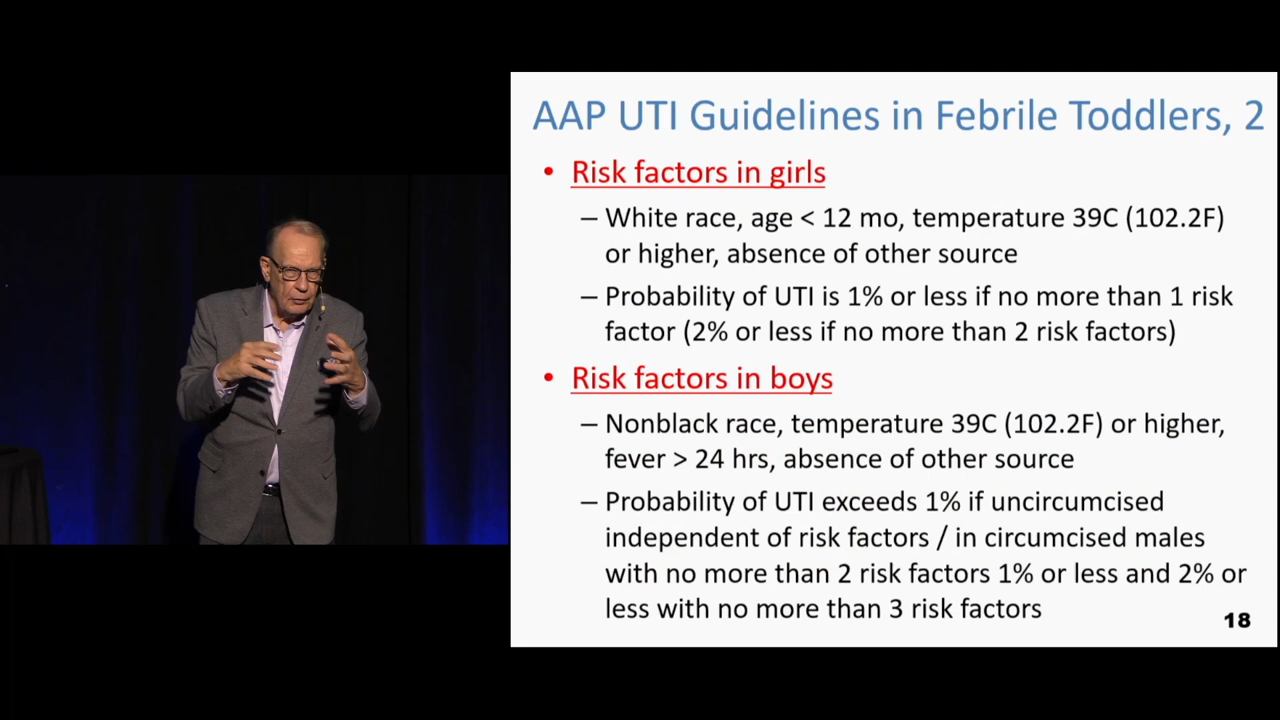 AAP UTI Guidelines in Febrile Toddlers, 2
• Risk factors in girls
– White race, age < 12 mo, temperature 39C (102.2F)
or higher, absence of other source
– Probability of UTI is 1% or less if no more than 1 risk
factor (2% or less if no more than 2 risk factors)
• Risk factors in boys
– Nonblack race, temperature 39C (102.2F) or higher,
fever > 24 hrs, absence of other source
– Probability of UTI exceeds 1% if uncircumcised
independent of risk factors / in circumcised males
with no more than 2 risk factors 1% or less and 2% or
less with no more than 3 risk factors
18